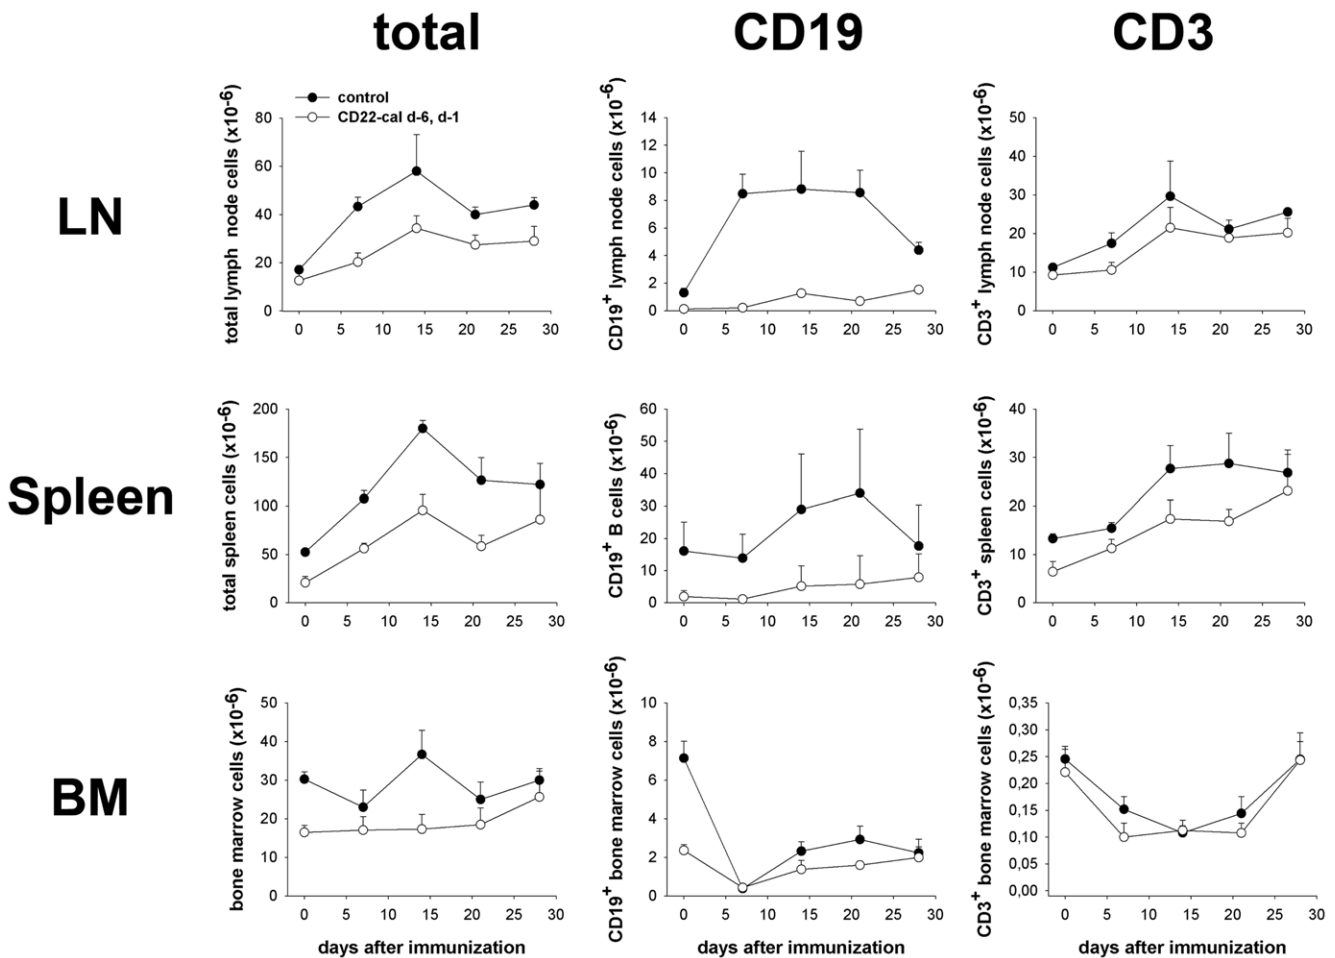 total CD19 CD3
LN
total lymph node cells (x10-6)
control
CD22-cal d-6, d-1
80
60
40
20
0
0 5 10 15 20 25 30
CD19+ lymph node cells (x10-6)
14
12
10
8
6
4
2
0
0 5 10 15 20 25 30
CD3+ lymph node cells (x10-6)
50
40
30
20
10
0
0 5 10 15 20 25 30
Spleen
total spleen cells (x10-6)
200
150
100
50
0
0 5 10 15 20 25 30
CD19+ B cells (x10-6)
60
50
40
30
20
10
0
0 5 10 15 20 25 30
CD3+ spleen cells (x10-6)
40
30
20
10
0
0 5 10 15 20 25 30
BM
bone marrow cells (x10-6)
50
40
30
20
10
0
0 5 10 15 20 25 30
days after immunization
CD19+ bone marrow cells (x10-6)
10
8
6
4
2
0
0 5 10 15 20 25 30
days after immunization
CD3+ bone marrow cells (x10-6)
0,35
0,30
0,25
0,20
0,15
0,10
0,05
0,00
0 5 10 15 20 25 30
days after immunization